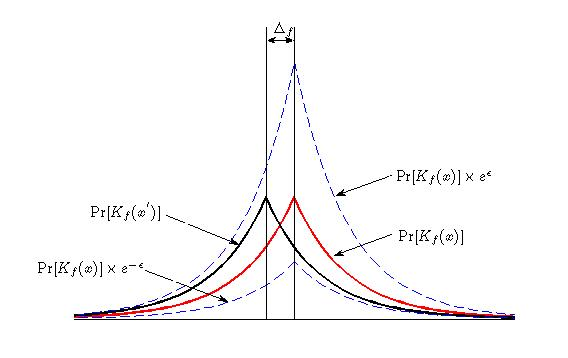 Δ_f
Pr[K_f(x)] × e^ϵ
Pr[K_f(x')]
Pr[K_f(x)]
Pr[K_f(x)] × e^{−ϵ}